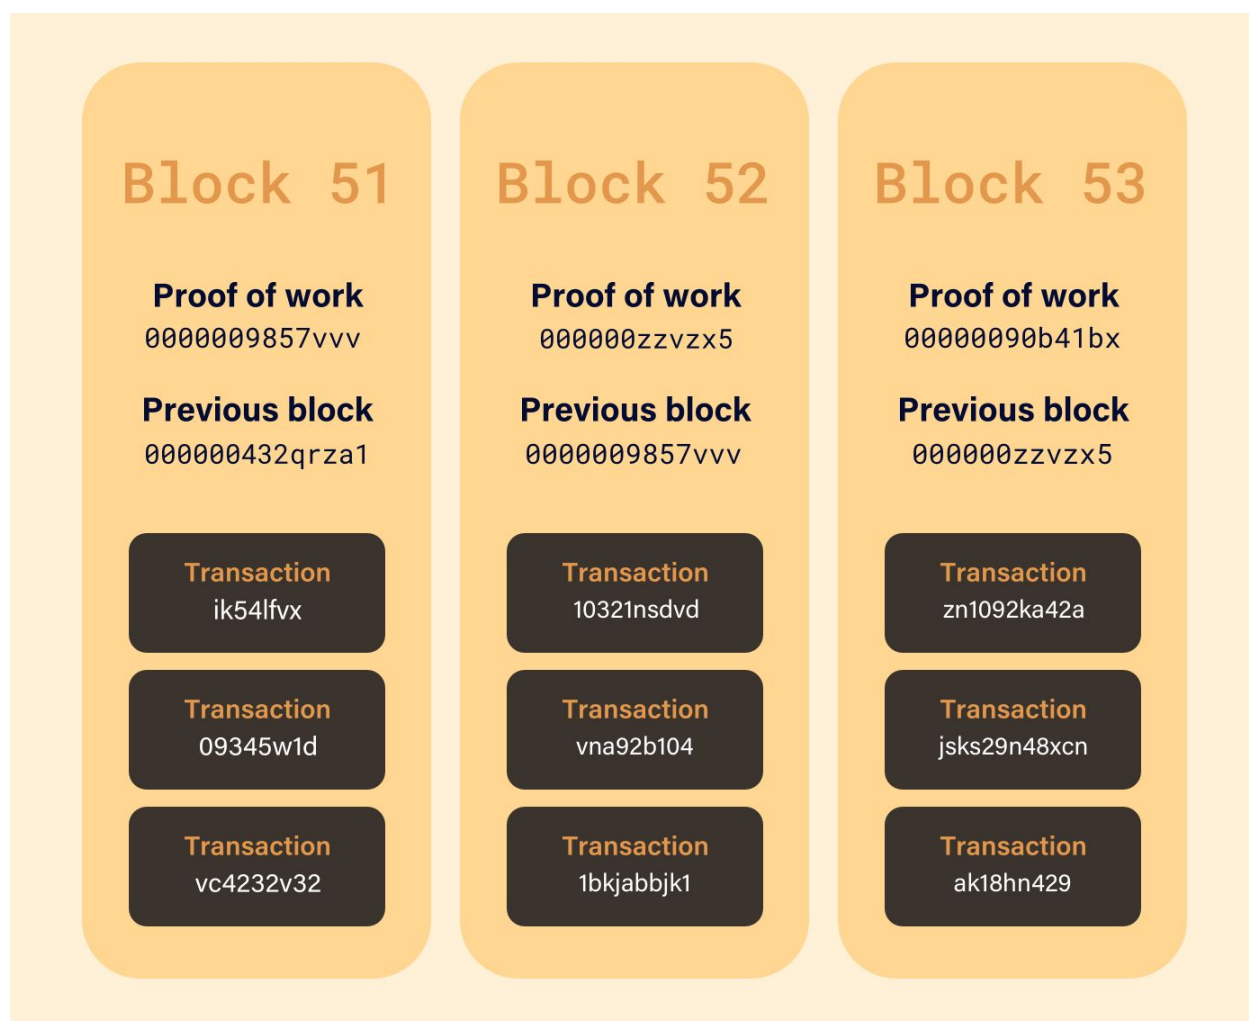 Block 51
Proof of work
0000009857vvv
Previous block
000000432qrza1
Transaction
ik54lfvx
Transaction
09345w1d
Transaction
vc4232v32
Block 52
Proof of work
000000zzvzx5
Previous block
0000009857vvv
Transaction
10321nsdvd
Transaction
vna92b104
Transaction
1bkjabbjk1
Block 53
Proof of work
00000090b41bx
Previous block
000000zzvzx5
Transaction
zn1092ka42a
Transaction
jsks29n48xcn
Transaction
ak18hn429